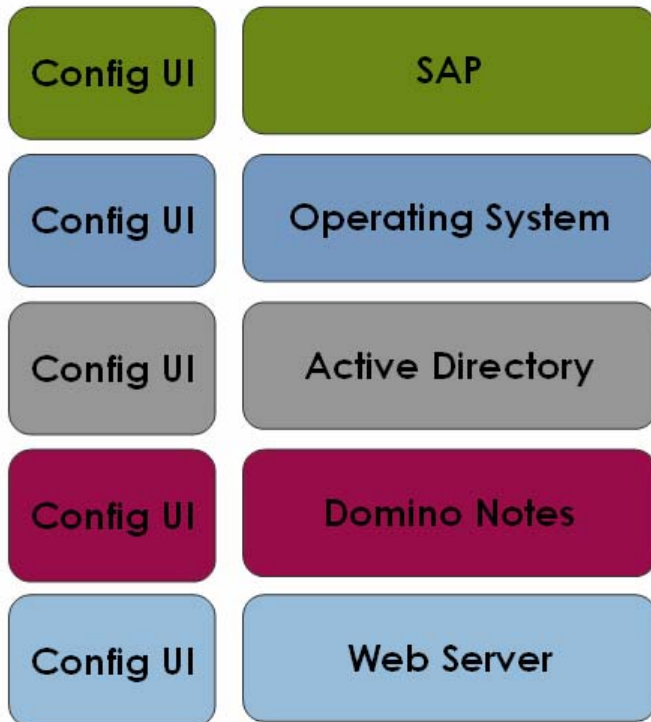 Config UI
SAP
Config UI
Operating System
Config UI
Active Directory
Config UI
Domino Notes
Config UI
Web Server